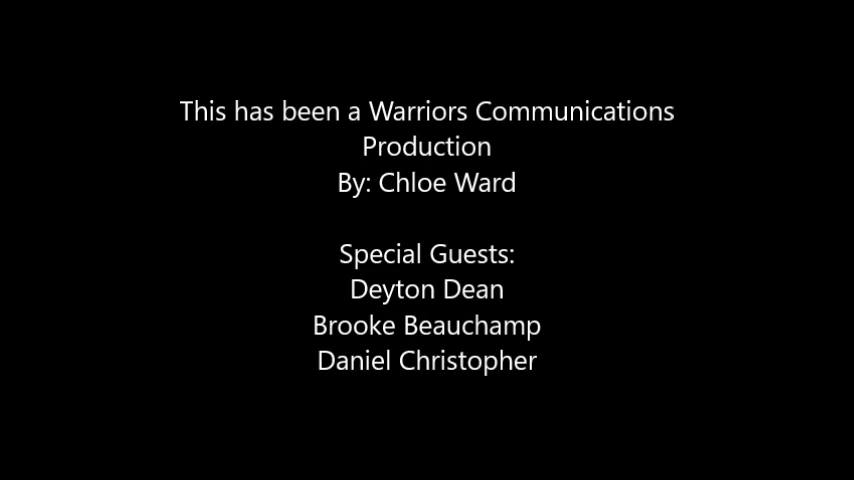 This has been a Warriors Communications
Production
By: Chloe Ward
Special Guests:
Deyton Dean
Brooke Beauchamp
Daniel Christopher